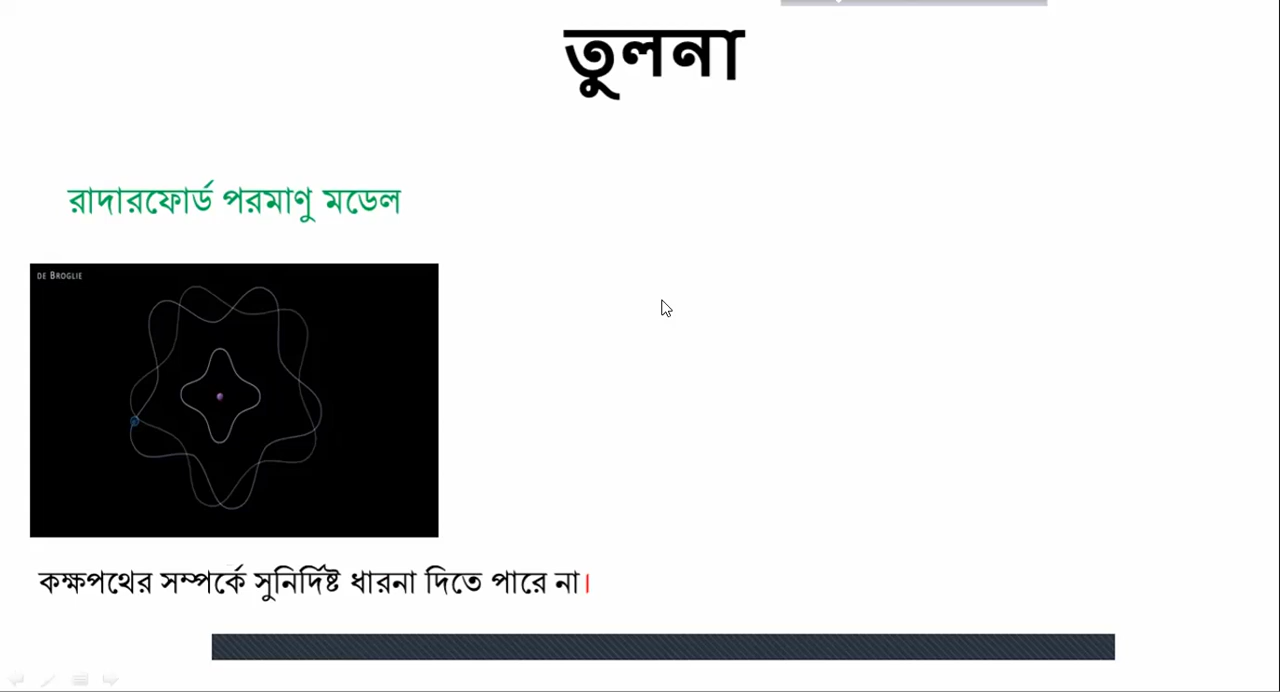 তুলনা
রাদারফোর্ড পরমাণু মডেল
DE BROGLIE
কক্ষপথের সম্পর্কে সুনির্দিষ্ট ধারনা দিতে পারে না।